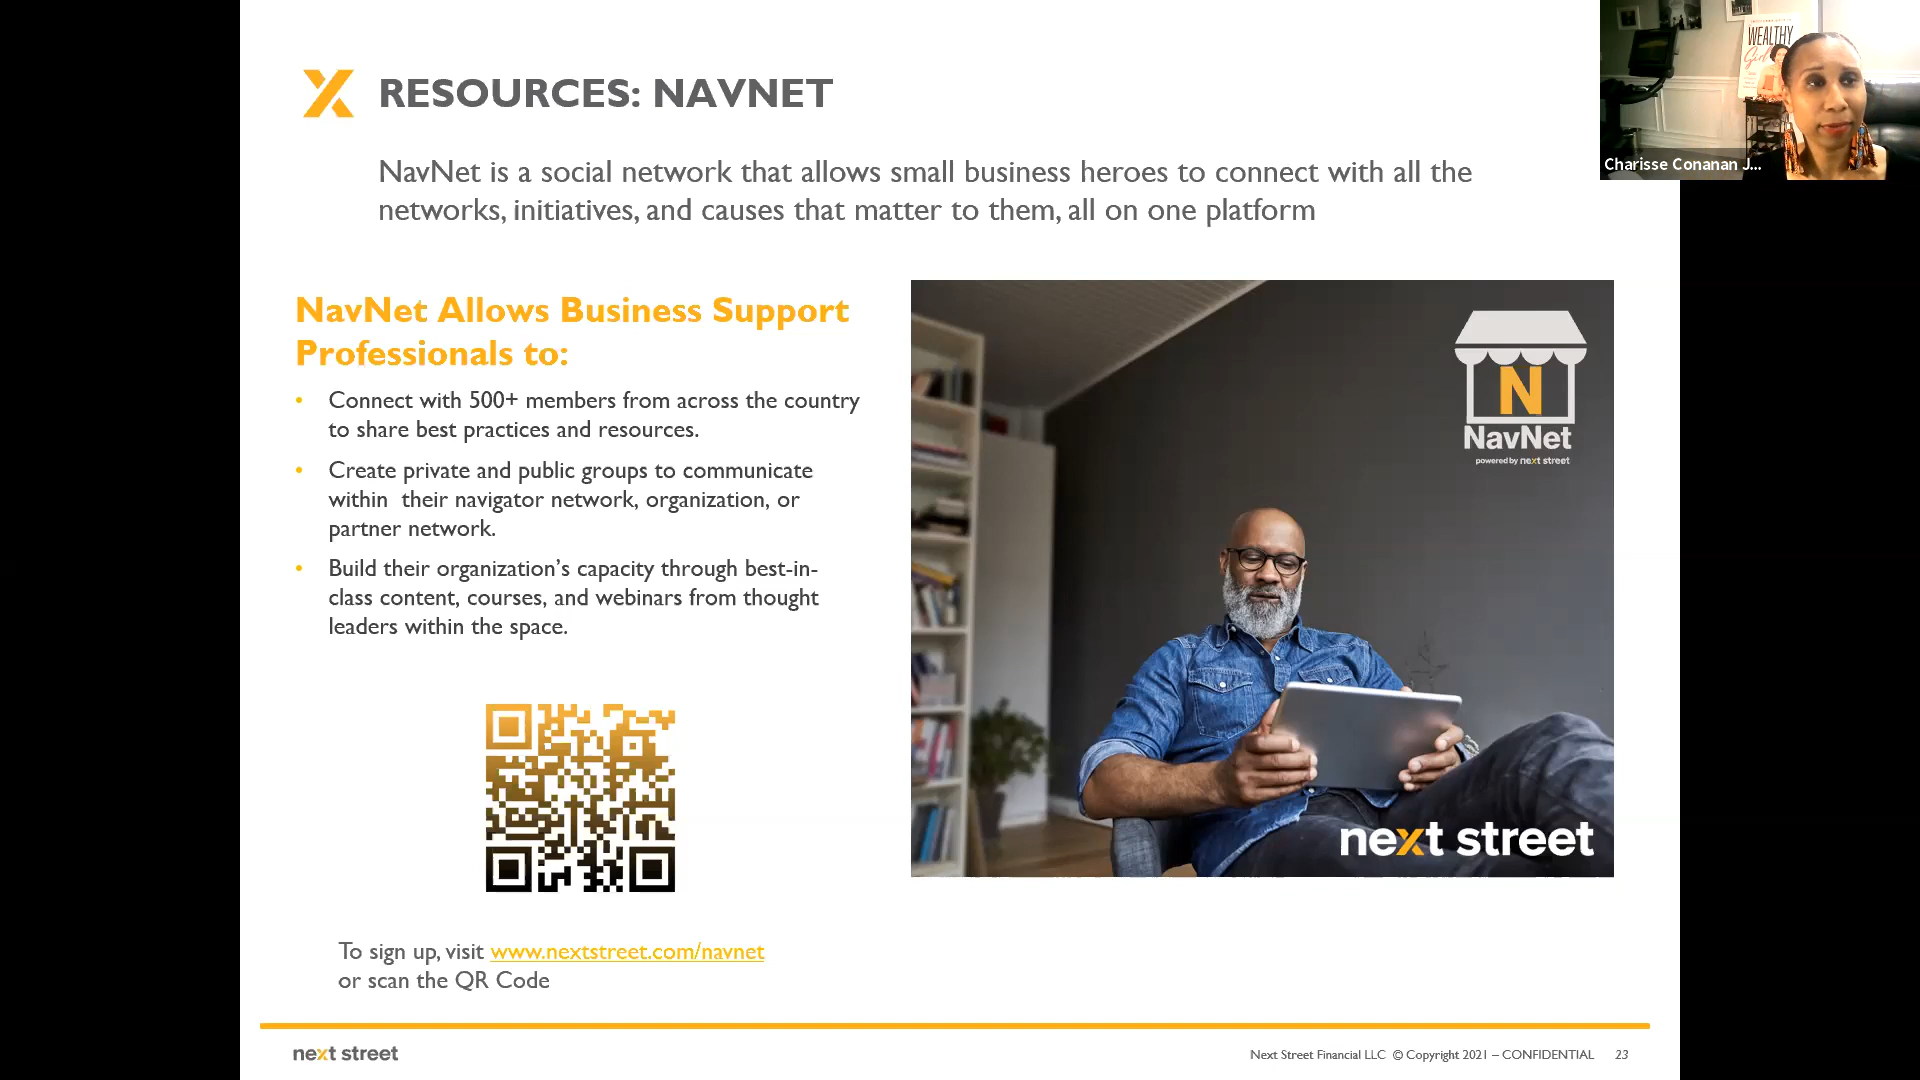 RESOURCES: NAVNET
WEALTHY
Girl
Charisse Conanan J...
NavNet is a social network that allows small business heroes to connect with all the
networks, initiatives, and causes that matter to them, all on one platform
NavNet Allows Business Support
Professionals to:
• Connect with 500+ members from across the country
to share best practices and resources.
• Create private and public groups to communicate
within their navigator network, organization, or
partner network.
• Build their organization’s capacity through best-in-
class content, courses, and webinars from thought
leaders within the space.
N
NavNet
powered by next street
next street
To sign up, visit www.nextstreet.com/navnet
or scan the QR Code
next street
Next Street Financial LLC © Copyright 2021 – CONFIDENTIAL 23